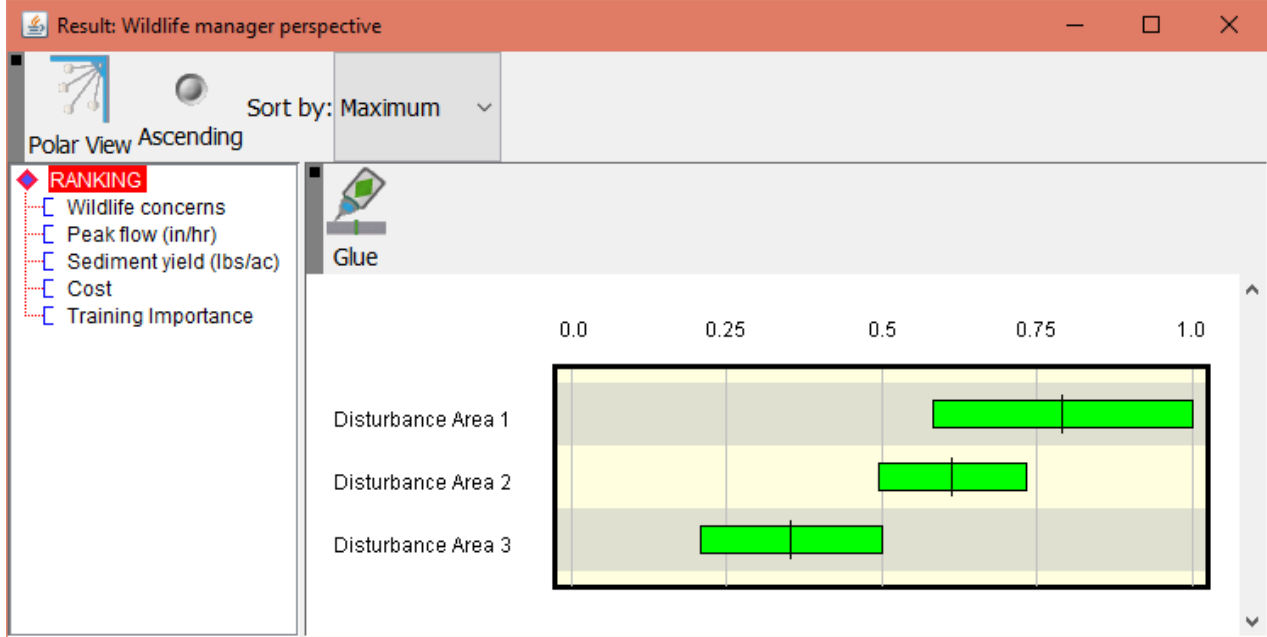 Result: Wildlife manager perspective
Polar View Ascending Sort by: Maximum
RANKING
Wildlife concerns
Peak flow (in/hr)
Sediment yield (lbs/ac)
Cost
Training Importance
Glue
0.0 0.25 0.5 0.75 1.0
Disturbance Area 1
Disturbance Area 2
Disturbance Area 3